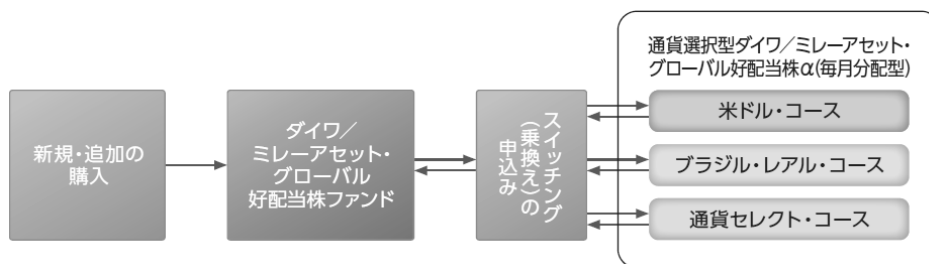 新規・追加の
購入
ダイワ／
ミレーアセット・
グローバル
好配当株ファンド
スイッチング
（乗換え）の
申込み
通貨選択型ダイワ／ミレーアセット・
グローバル好配当株α（毎月分配型）
米ドル・コース
ブラジル・レアル・コース
通貨セレクト・コース